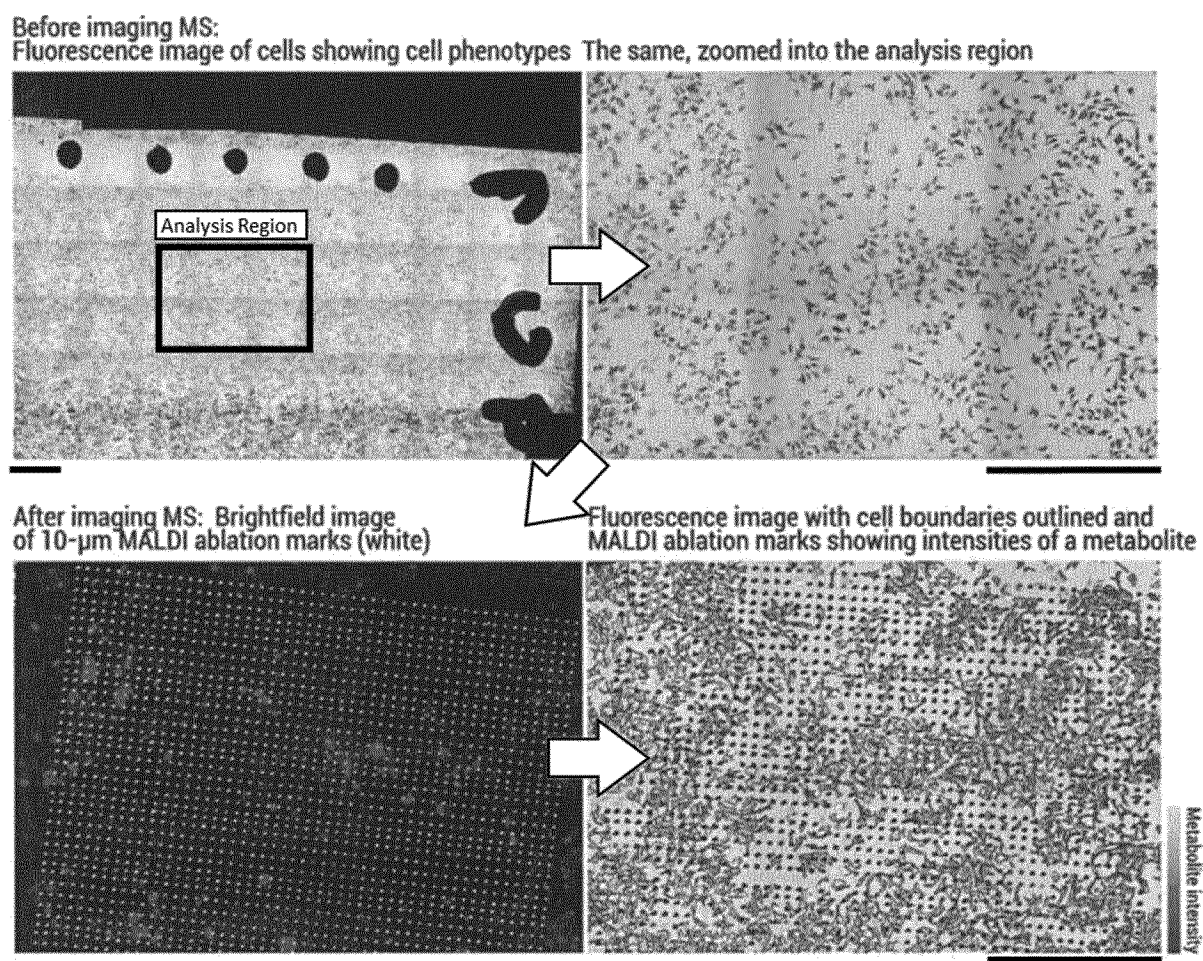 Before imaging MS:
Fluorescence image of cells showing cell phenotypes
The same, zoomed into the analysis region
Analysis Region
After imaging MS: Brightfield image
of 10-μm MALDI ablation marks (white)
Fluorescence image with cell boundaries outlined and
MALDI ablation marks showing intensities of a metabolite
Metabolite intensity